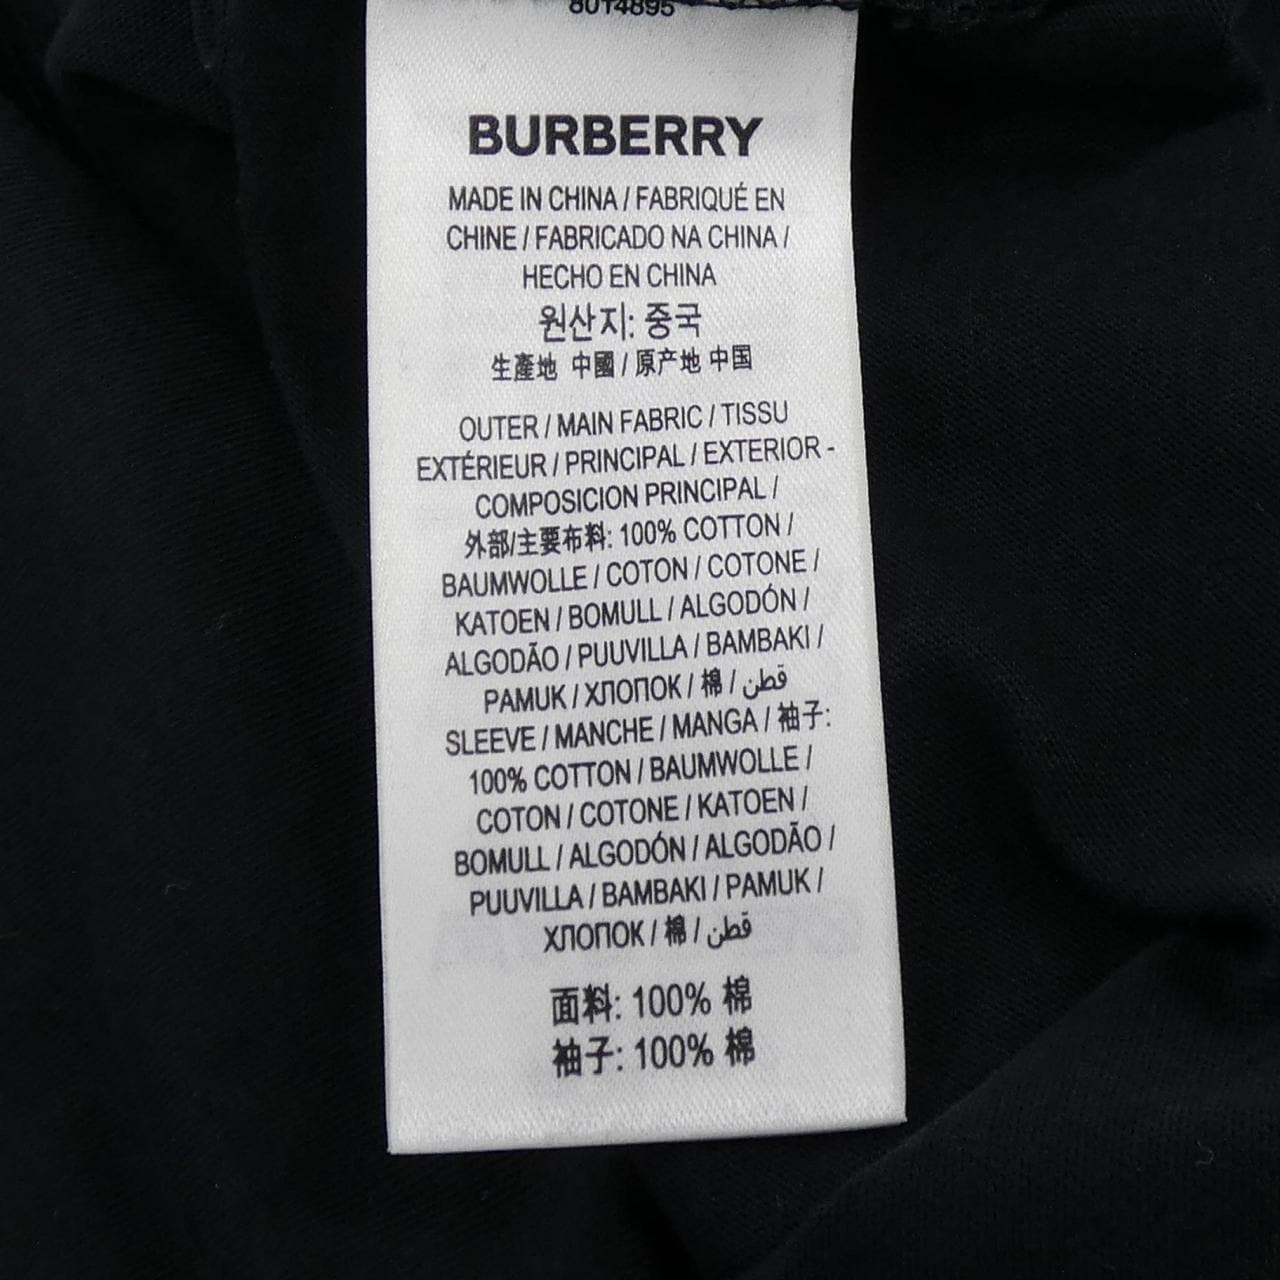 8014895
BURBERRY
MADE IN CHINA / FABRIQUÉ EN
CHINE / FABRICADO NA CHINA /
HECHO EN CHINA
원산지: 중국
生產地 中國 / 原产地 中国
OUTER / MAIN FABRIC / TISSU
EXTÉRIEUR / PRINCIPAL / EXTERIOR -
COMPOSICION PRINCIPAL /
外部/主要布料: 100% COTTON /
BAUMWOLLE / COTON / COTONE /
KATOEN / BOMULL / ALGODÓN /
ALGODÃO / PUUVILLA / BAMBAKI /
PAMUK / ХЛОПОК / 棉 / قطن
SLEEVE / MANCHE / MANGA / 袖子:
100% COTTON / BAUMWOLLE /
COTON / COTONE / KATOEN /
BOMULL / ALGODÓN / ALGODÃO /
PUUVILLA / BAMBAKI / PAMUK /
ХЛОПОК / 棉 / قطن
面料: 100% 棉
袖子: 100% 棉